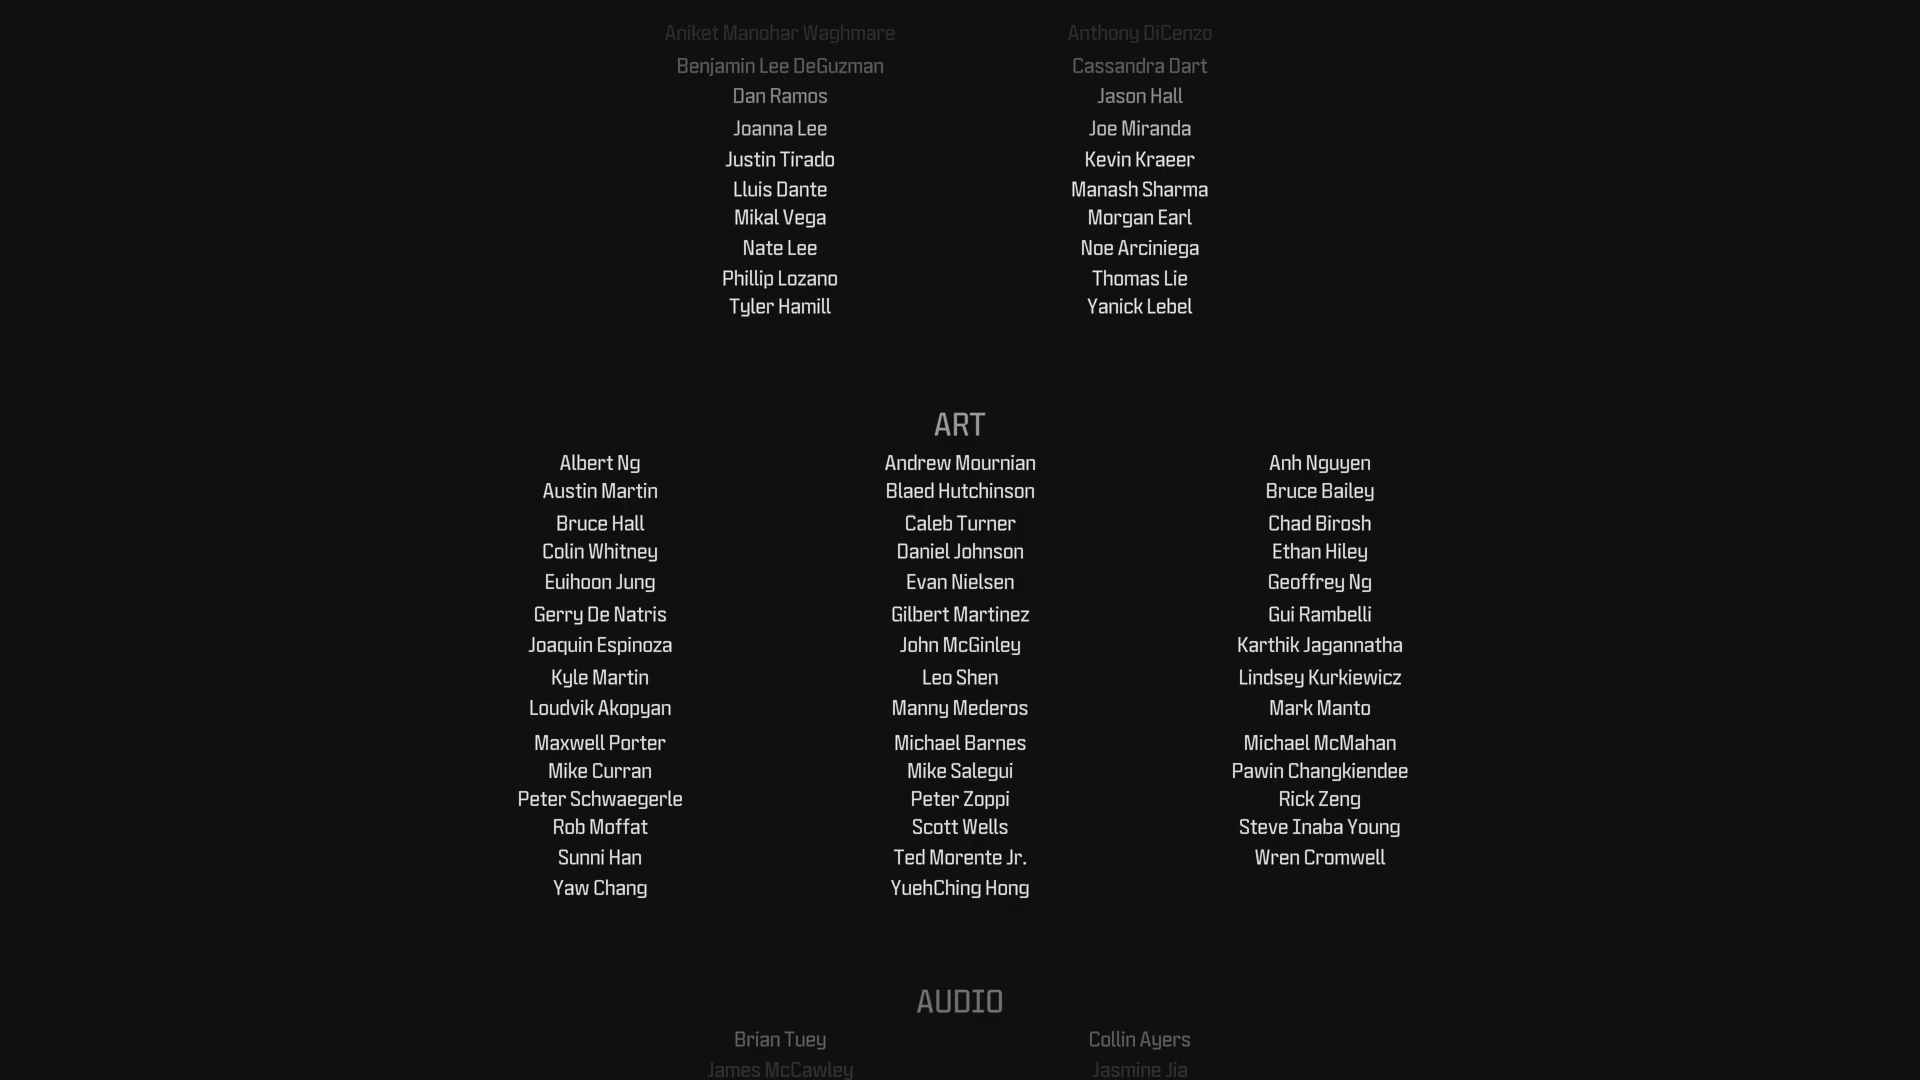 Aniket Manohar Waghmare Anthony DiCenzo
Benjamin Lee DeGuzman Cassandra Dart
Dan Ramos Jason Hall
Joanna Lee Joe Miranda
Justin Tirado Kevin Kraeer
Lluis Dante Manash Sharma
Mikal Vega Morgan Earl
Nate Lee Noe Arciniega
Phillip Lozano Thomas Lie
Tyler Hamill Yanick Lebel
ART
Albert Ng Andrew Mournian Anh Nguyen
Austin Martin Blaed Hutchinson Bruce Bailey
Bruce Hall Caleb Turner Chad Birosh
Colin Whitney Daniel Johnson Ethan Hiley
Euihoon Jung Evan Nielsen Geoffrey Ng
Gerry De Natris Gilbert Martinez Gui Rambelli
Joaquin Espinoza John McGinley Karthik Jagannatha
Kyle Martin Leo Shen Lindsey Kurkiewicz
Loudvik Akopyan Manny Mederos Mark Manto
Maxwell Porter Michael Barnes Michael McMahan
Mike Curran Mike Salegui Pawin Changkiendee
Peter Schwaegerle Peter Zoppi Rick Zeng
Rob Moffat Scott Wells Steve Inaba Young
Sunni Han Ted Morente Jr. Wren Cromwell
Yaw Chang YuehChing Hong
AUDIO
Brian Tuey Collin Ayers
James McCawley Jasmine Jia